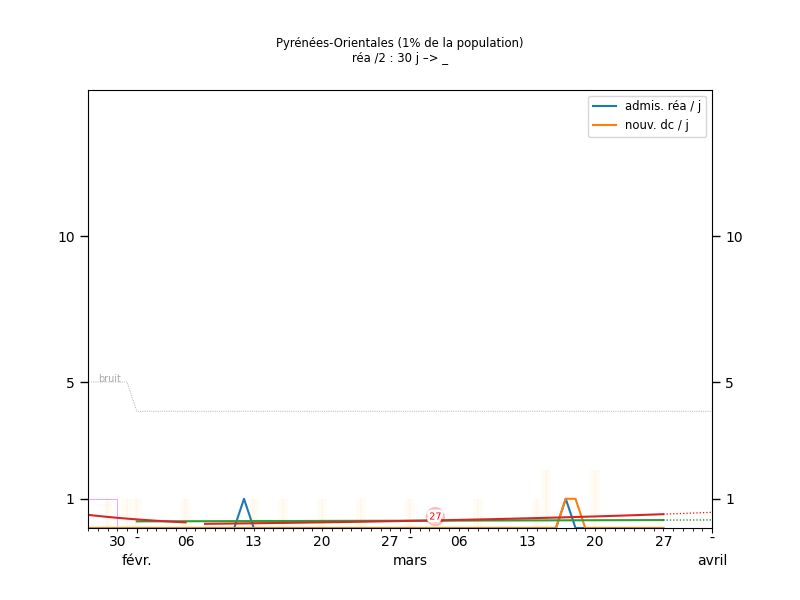 Pyrénées-Orientales (1% de la population)
réa /2 : 30 j –> _
admis. réa / j
nouv. dc / j
10
10
5
5
bruit
1
1
27
30 - 06 13 20 27 - 06 13 20 27 -
févr. mars avril